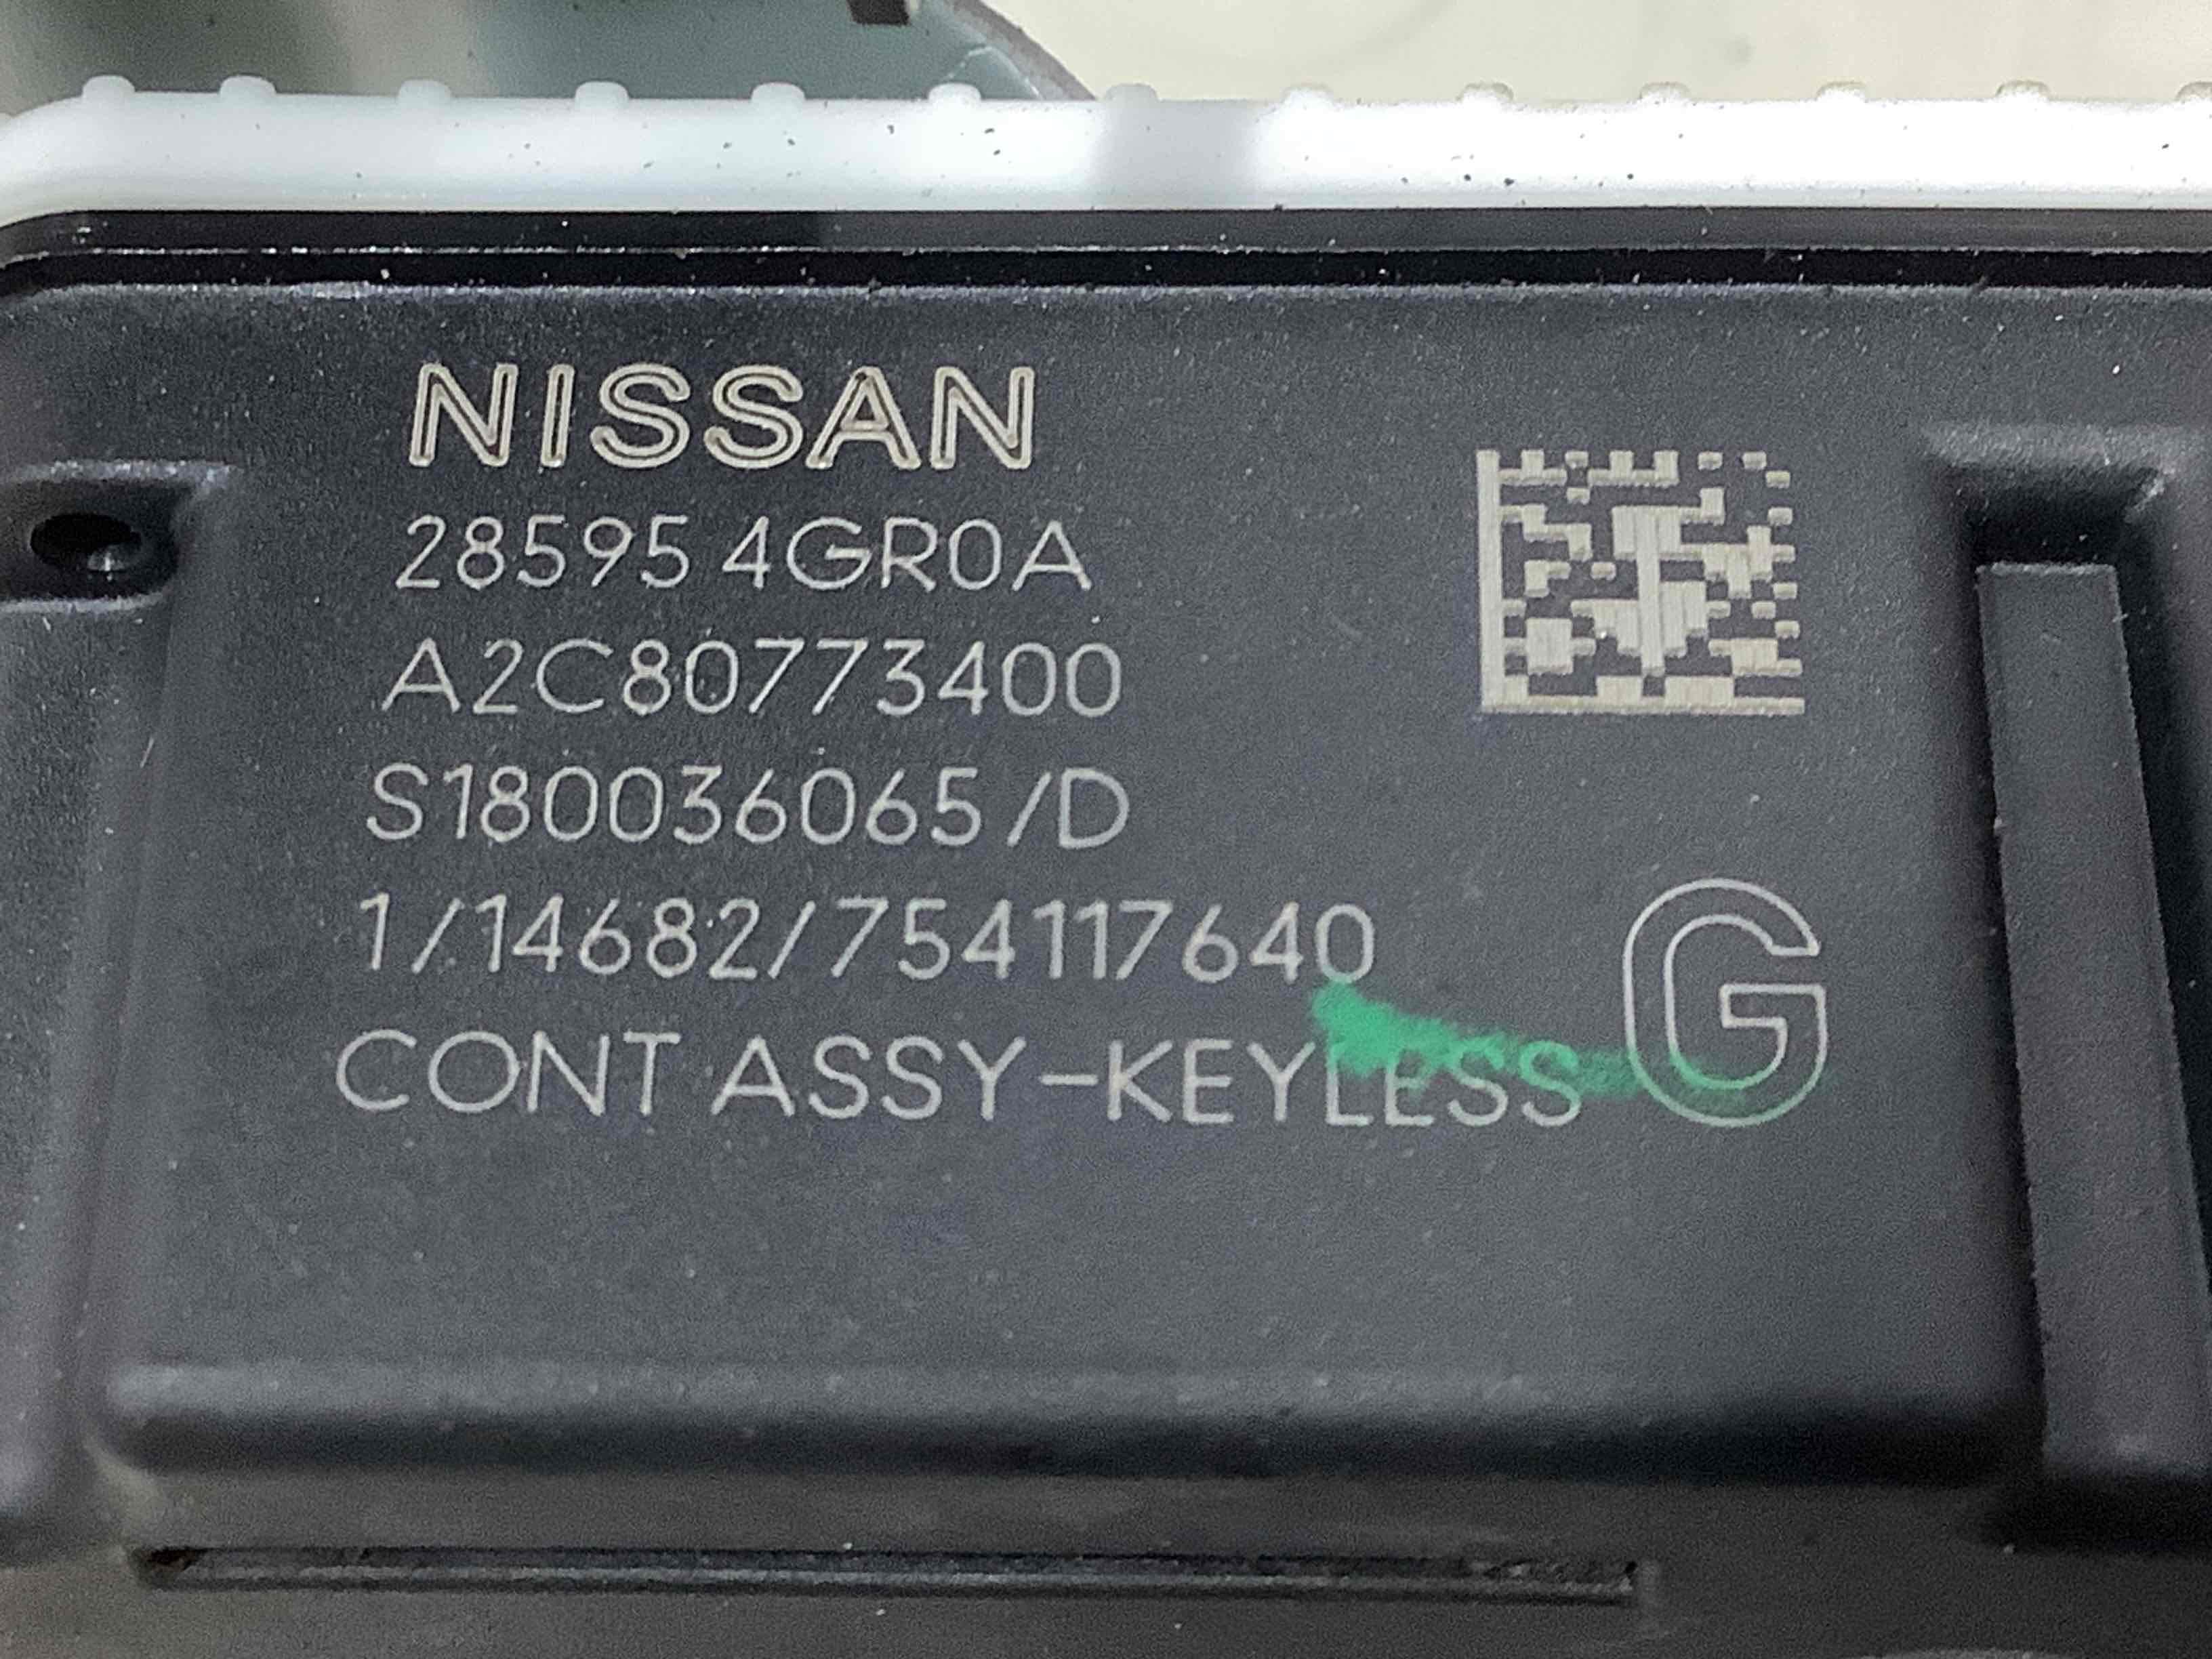 NISSAN
28595 4GR0A
A2C80773400
S180036065/D
1/14682/754117640
CONT ASSY-KEYLESS G